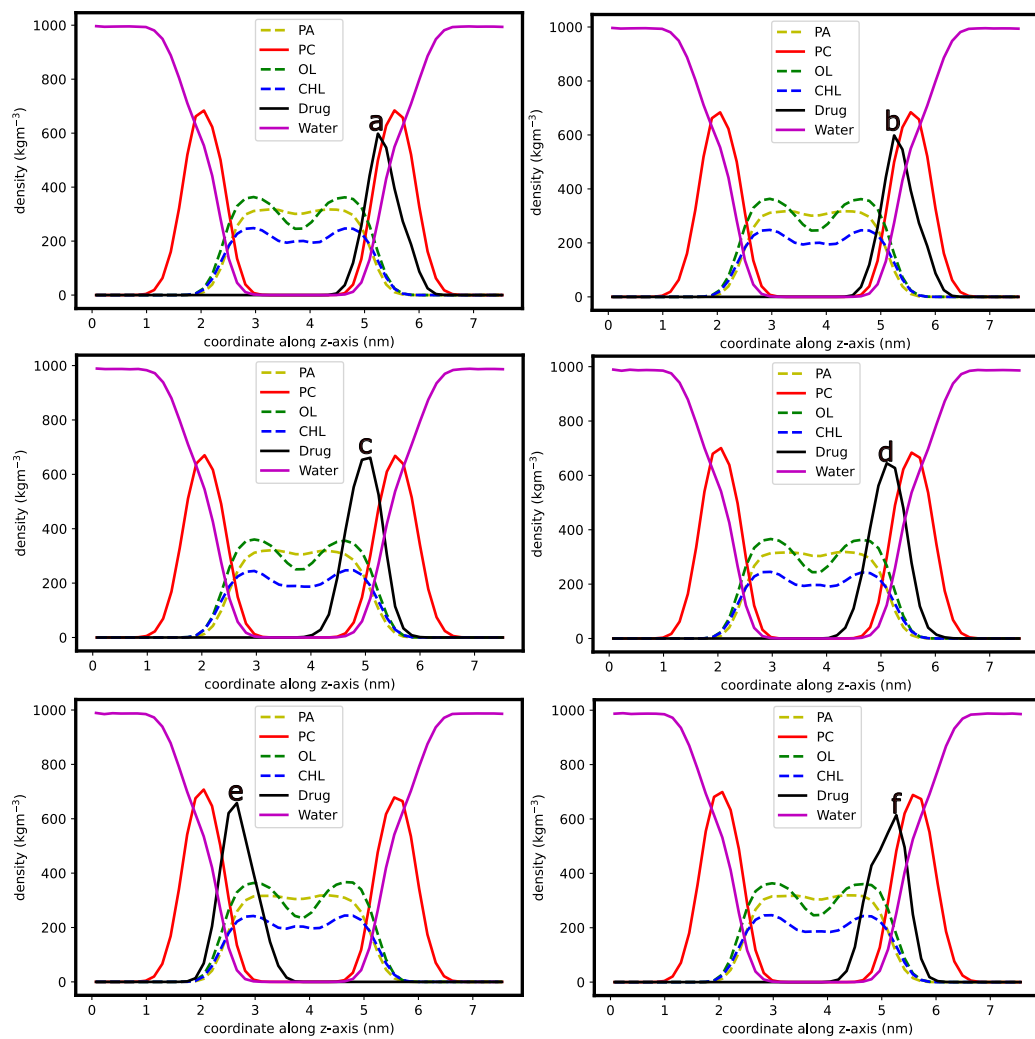 PA
PC
OL
CHL
Drug
Water
a
density (kgm⁻³)
1000
800
600
400
200
0
0 1 2 3 4 5 6 7
coordinate along z-axis (nm)
PA
PC
OL
CHL
Drug
Water
b
density (kgm⁻³)
1000
800
600
400
200
0
0 1 2 3 4 5 6 7
coordinate along z-axis (nm)
PA
PC
OL
CHL
Drug
Water
c
density (kgm⁻³)
1000
800
600
400
200
0
0 1 2 3 4 5 6 7
coordinate along z-axis (nm)
PA
PC
OL
CHL
Drug
Water
d
density (kgm⁻³)
1000
800
600
400
200
0
0 1 2 3 4 5 6 7
coordinate along z-axis (nm)
PA
PC
OL
CHL
Drug
Water
e
density (kgm⁻³)
1000
800
600
400
200
0
0 1 2 3 4 5 6 7
coordinate along z-axis (nm)
PA
PC
OL
CHL
Drug
Water
f
density (kgm⁻³)
1000
800
600
400
200
0
0 1 2 3 4 5 6 7
coordinate along z-axis (nm)